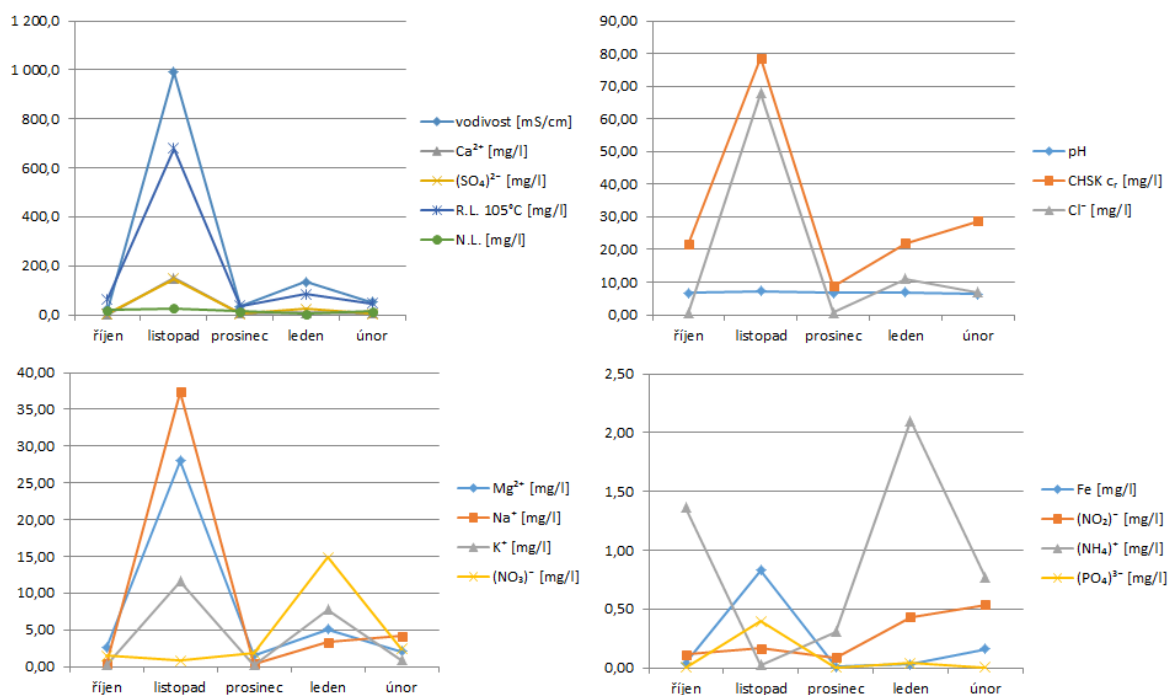 1 200,0
1 000,0
800,0
600,0
400,0
200,0
0,0
říjen listopad prosinec leden únor
vodivost [mS/cm]
Ca²⁺ [mg/l]
(SO₄)²⁻ [mg/l]
R.L. 105°C [mg/l]
N.L. [mg/l]
90,00
80,00
70,00
60,00
50,00
40,00
30,00
20,00
10,00
0,00
říjen listopad prosinec leden únor
pH
CHSK cᵣ [mg/l]
Cl⁻ [mg/l]
40,00
35,00
30,00
25,00
20,00
15,00
10,00
5,00
0,00
říjen listopad prosinec leden únor
Mg²⁺ [mg/l]
Na⁺ [mg/l]
K⁺ [mg/l]
(NO₃)⁻ [mg/l]
2,50
2,00
1,50
1,00
0,50
0,00
říjen listopad prosinec leden únor
Fe [mg/l]
(NO₂)⁻ [mg/l]
(NH₄)⁺ [mg/l]
(PO₄)³⁻ [mg/l]